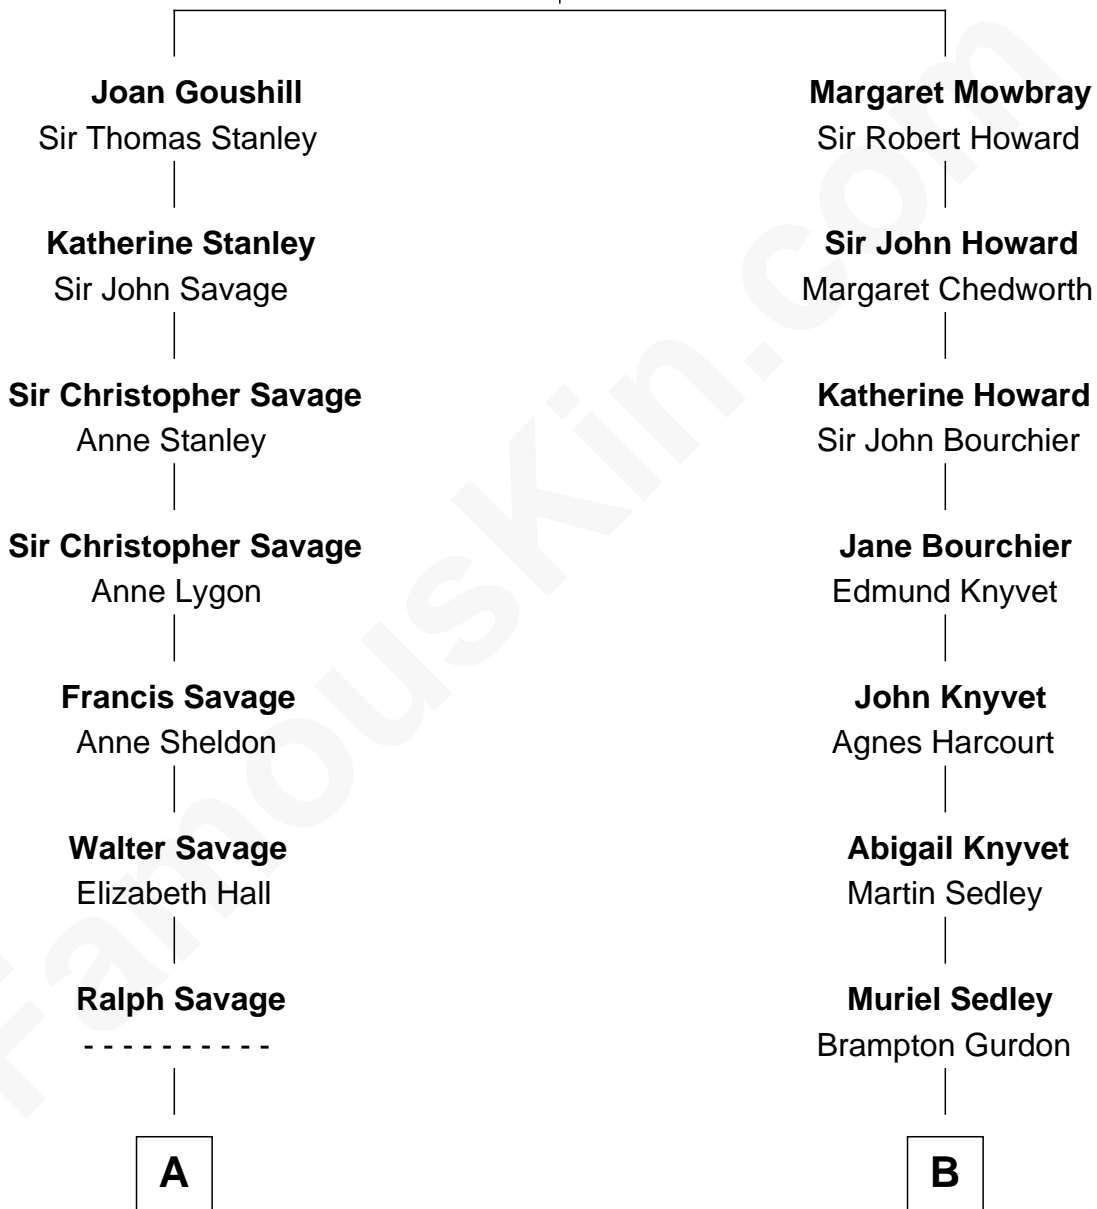 Joan Goushill
Sir Thomas Stanley
Katherine Stanley
Sir John Savage
Sir Christopher Savage
Anne Stanley
Sir Christopher Savage
Anne Lygon
Francis Savage
Anne Sheldon
Walter Savage
Elizabeth Hall
Ralph Savage
- - - - - - - - - -
A
Margaret Mowbray
Sir Robert Howard
Sir John Howard
Margaret Chedworth
Katherine Howard
Sir John Bourchier
Jane Bourchier
Edmund Knyvet
John Knyvet
Agnes Harcourt
Abigail Knyvet
Martin Sedley
Muriel Sedley
Brampton Gurdon
B
FamousKin.com